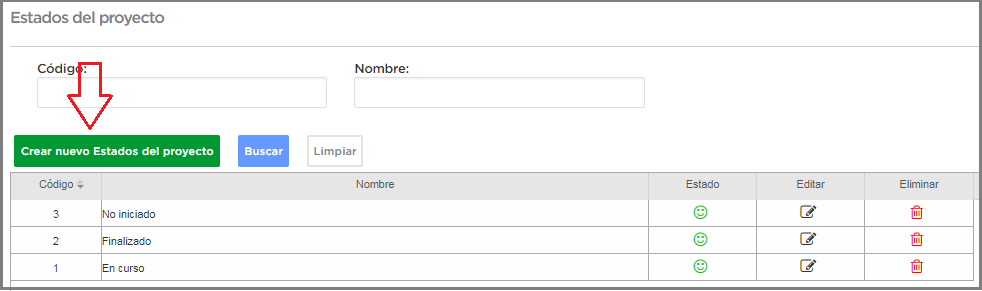 Estados del proyecto
Código: Nombre:
Crear nuevo Estados del proyecto Buscar Limpiar
Código Nombre Estado Editar Eliminar
3 No iniciado
2 Finalizado
1 En curso